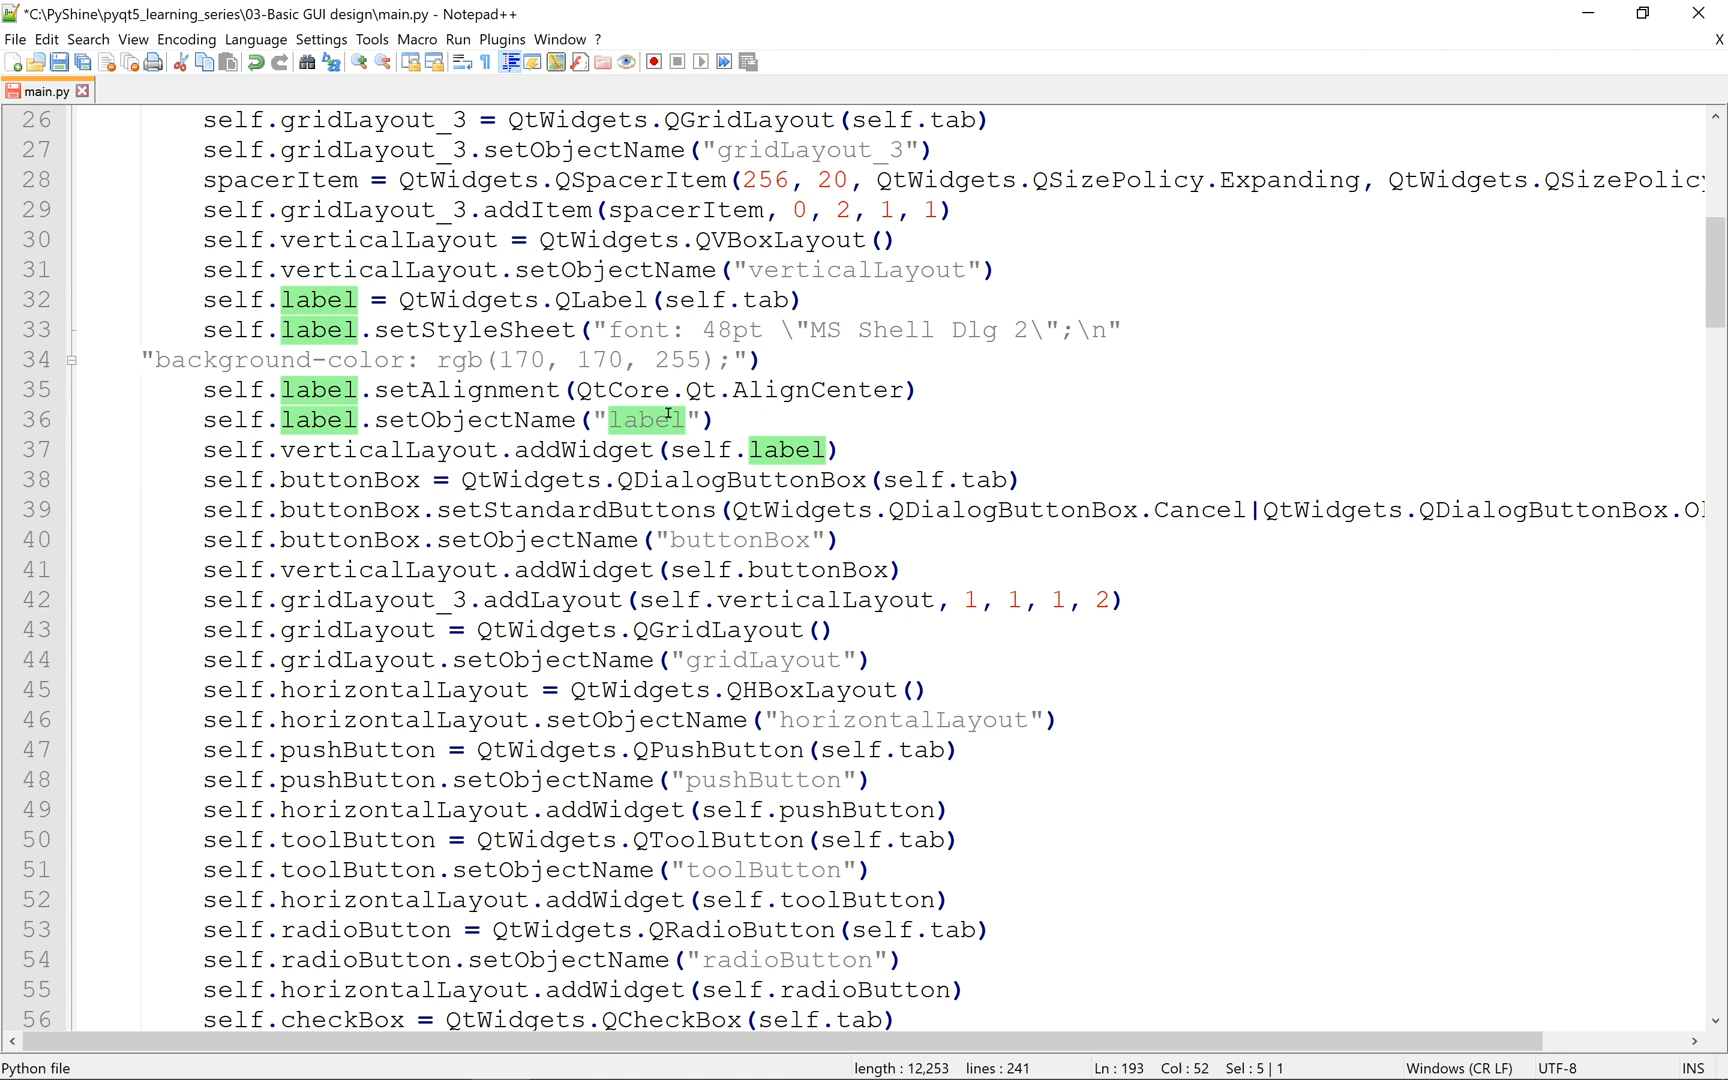 *C:\PyShine\pyqt5_learning_series\03-Basic GUI design\main.py - Notepad++
File Edit Search View Encoding Language Settings Tools Macro Run Plugins Window ? X
main.py
26 self.gridLayout_3 = QtWidgets.QGridLayout(self.tab)
27 self.gridLayout_3.setObjectName("gridLayout_3")
28 spacerItem = QtWidgets.QSpacerItem(256, 20, QtWidgets.QSizePolicy.Expanding, QtWidgets.QSizePolicy
29 self.gridLayout_3.addItem(spacerItem, 0, 2, 1, 1)
30 self.verticalLayout = QtWidgets.QVBoxLayout()
31 self.verticalLayout.setObjectName("verticalLayout")
32 self.label = QtWidgets.QLabel(self.tab)
33 self.label.setStyleSheet("font: 48pt \"MS Shell Dlg 2\";\n"
34 "background-color: rgb(170, 170, 255);")
35 self.label.setAlignment(QtCore.Qt.AlignCenter)
36 self.label.setObjectName("label")
37 self.verticalLayout.addWidget(self.label)
38 self.buttonBox = QtWidgets.QDialogButtonBox(self.tab)
39 self.buttonBox.setStandardButtons(QtWidgets.QDialogButtonBox.Cancel|QtWidgets.QDialogButtonBox.O
40 self.buttonBox.setObjectName("buttonBox")
41 self.verticalLayout.addWidget(self.buttonBox)
42 self.gridLayout_3.addLayout(self.verticalLayout, 1, 1, 1, 2)
43 self.gridLayout = QtWidgets.QGridLayout()
44 self.gridLayout.setObjectName("gridLayout")
45 self.horizontalLayout = QtWidgets.QHBoxLayout()
46 self.horizontalLayout.setObjectName("horizontalLayout")
47 self.pushButton = QtWidgets.QPushButton(self.tab)
48 self.pushButton.setObjectName("pushButton")
49 self.horizontalLayout.addWidget(self.pushButton)
50 self.toolButton = QtWidgets.QToolButton(self.tab)
51 self.toolButton.setObjectName("toolButton")
52 self.horizontalLayout.addWidget(self.toolButton)
53 self.radioButton = QtWidgets.QRadioButton(self.tab)
54 self.radioButton.setObjectName("radioButton")
55 self.horizontalLayout.addWidget(self.radioButton)
56 self.checkBox = QtWidgets.QCheckBox(self.tab)
Python file length : 12,253 lines : 241 Ln : 193 Col : 52 Sel : 5 | 1 Windows (CR LF) UTF-8 INS